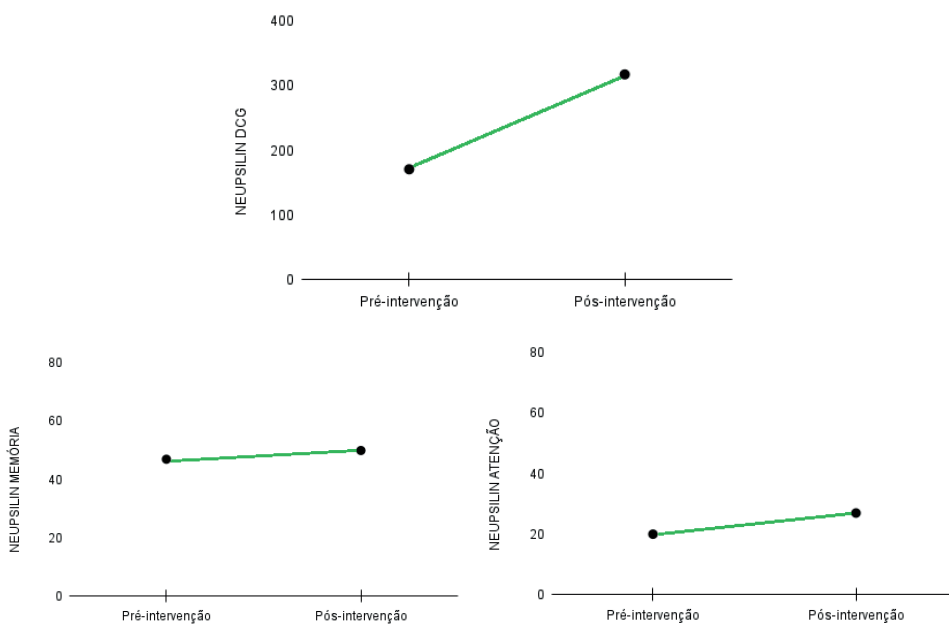 400
300
200
100
0
NEUPSILIN DCG
Pré-intervenção
Pós-intervenção
80
60
40
20
0
NEUPSILIN MEMÓRIA
Pré-intervenção
Pós-intervenção
80
60
40
20
0
NEUPSILIN ATENÇÃO
Pré-intervenção
Pós-intervenção